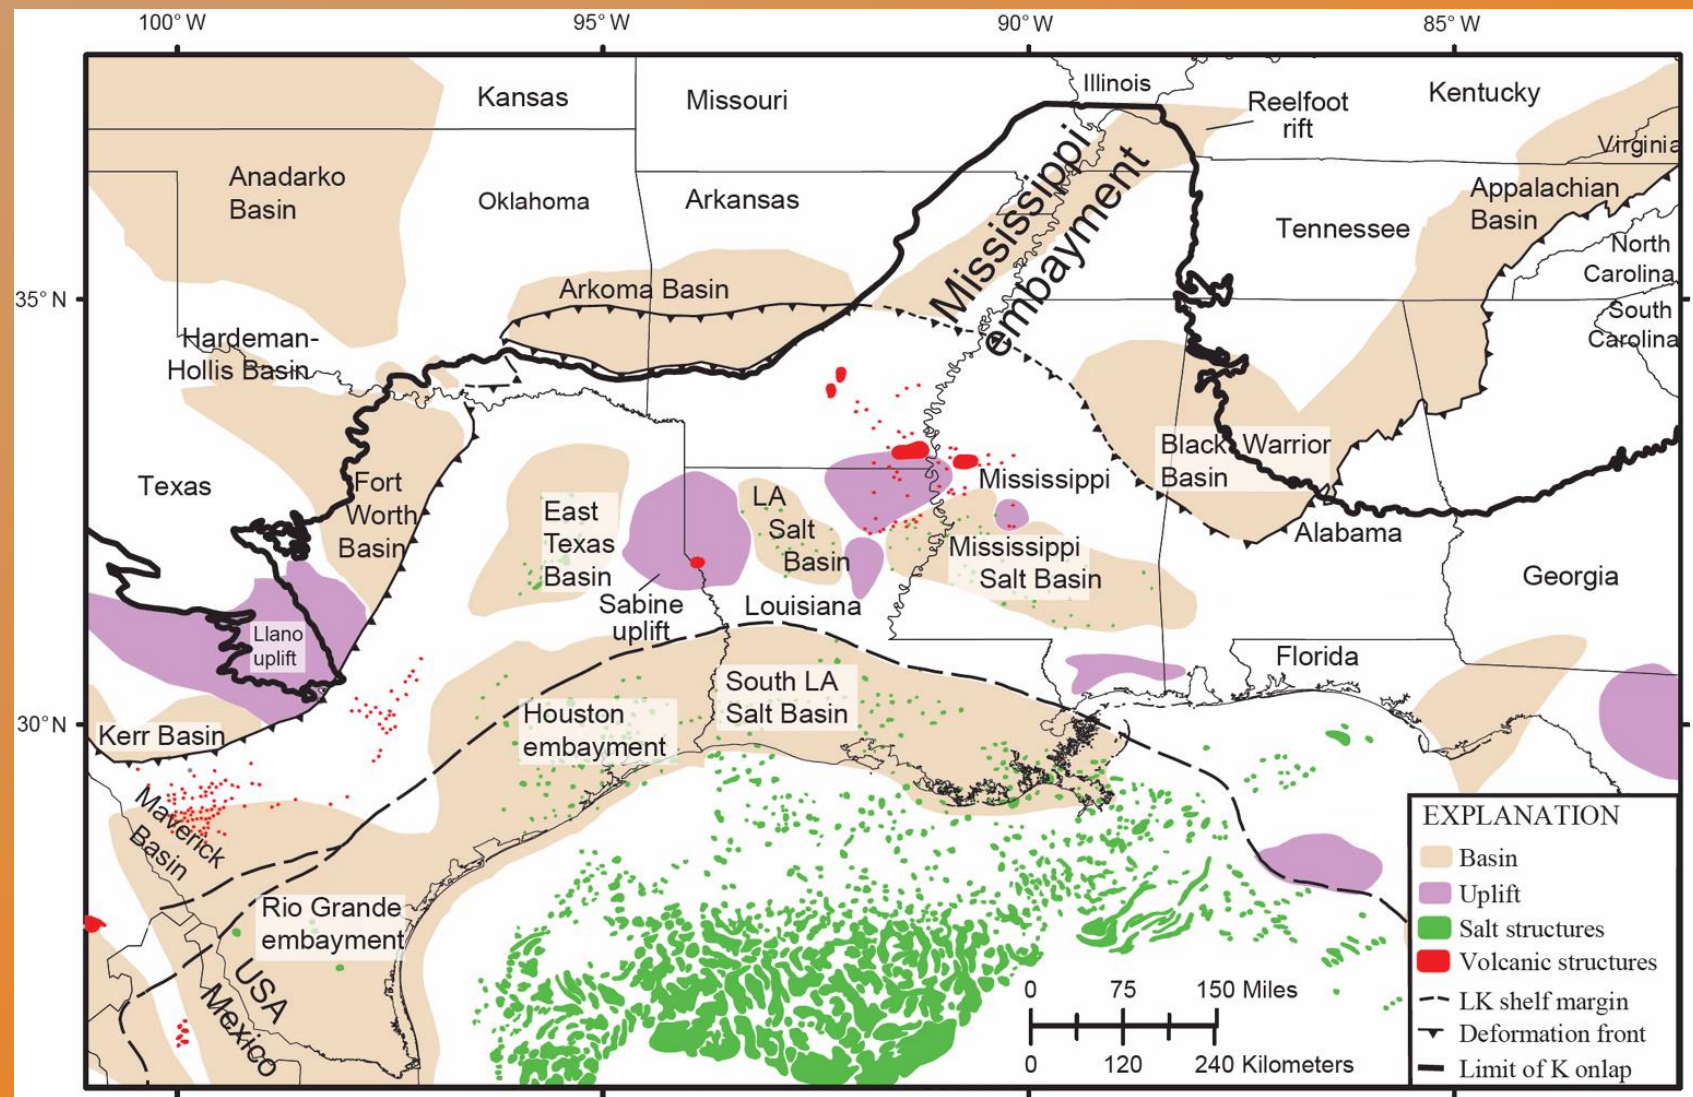 100° W
95° W
90° W
85° W
Kansas
Missouri
Illinois
Reelfoot
rift
Kentucky
Virginia
Anadarko
Basin
Oklahoma
Arkansas
Mississippi
embayment
Tennessee
Appalachian
Basin
North
Carolina
South
Carolina
35° N
Arkoma Basin
Hardeman-
Hollis Basin
Texas
Fort
Worth
Basin
East
Texas
Basin
LA
Salt
Basin
Mississippi
Black Warrior
Basin
Alabama
Mississippi
Salt Basin
Georgia
Sabine
uplift
Louisiana
Llano
uplift
Florida
30° N
Kerr Basin
Houston
embayment
South LA
Salt Basin
Maverick
Basin
Rio Grande
embayment
USA
Mexico
0 75 150 Miles
0 120 240 Kilometers
EXPLANATION
Basin
Uplift
Salt structures
Volcanic structures
LK shelf margin
Deformation front
Limit of K onlap